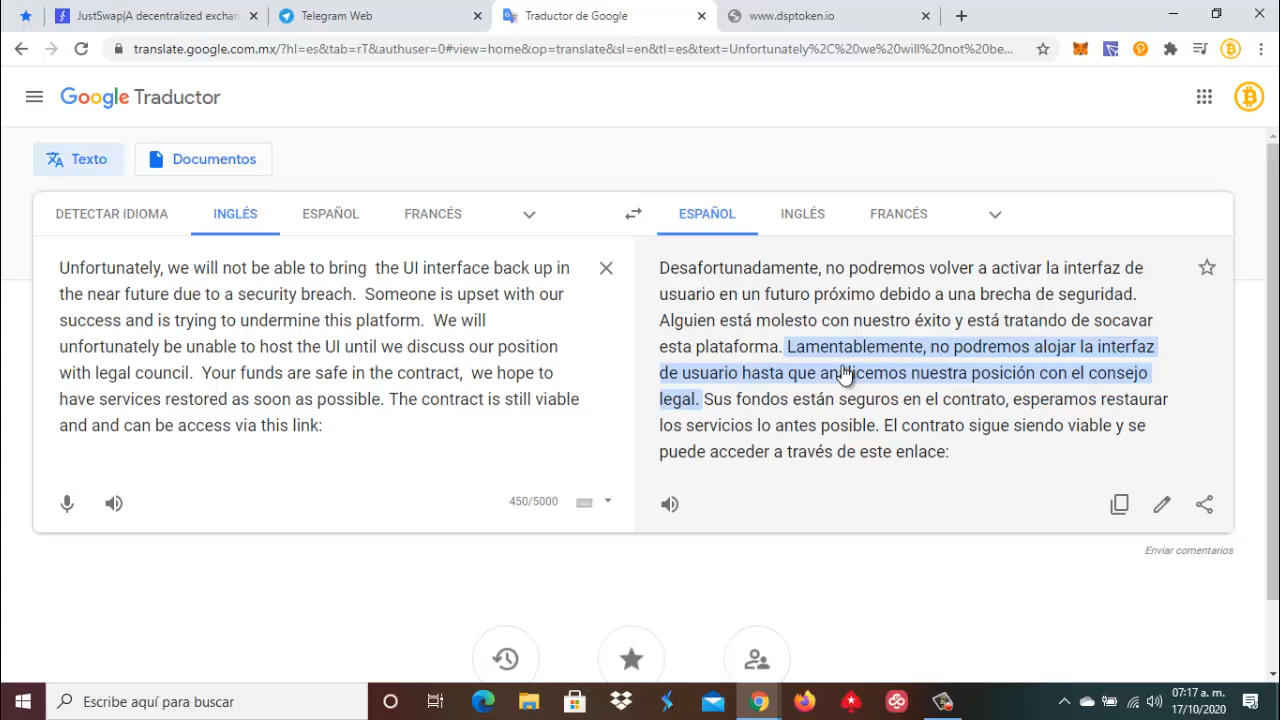 JustSwap|A decentralized exchan
Telegram Web
Traductor de Google
www.dsptoken.io
translate.google.com.mx/?hl=es&tab=rT&authuser=0#view=home&op=translate&sl=en&tl=es&text=Unfortunately%2C%20we%20will%20not%20be...
Google Traductor
Texto
Documentos
DETECTAR IDIOMA
INGLÉS
ESPAÑOL
FRANCÉS
ESPAÑOL
INGLÉS
FRANCÉS
Unfortunately, we will not be able to bring  the UI interface back up in
the near future due to a security breach.  Someone is upset with our
success and is trying to undermine this platform.  We will
unfortunately be unable to host the UI until we discuss our position
with legal council.  Your funds are safe in the contract,  we hope to
have services restored as soon as possible. The contract is still viable
and and can be access via this link:
450/5000
Desafortunadamente, no podremos volver a activar la interfaz de
usuario en un futuro próximo debido a una brecha de seguridad.
Alguien está molesto con nuestro éxito y está tratando de socavar
esta plataforma. Lamentablemente, no podremos alojar la interfaz
de usuario hasta que analicemos nuestra posición con el consejo
legal. Sus fondos están seguros en el contrato, esperamos restaurar
los servicios lo antes posible. El contrato sigue siendo viable y se
puede acceder a través de este enlace:
Enviar comentarios
Escribe aquí para buscar
07:17 a. m.
17/10/2020